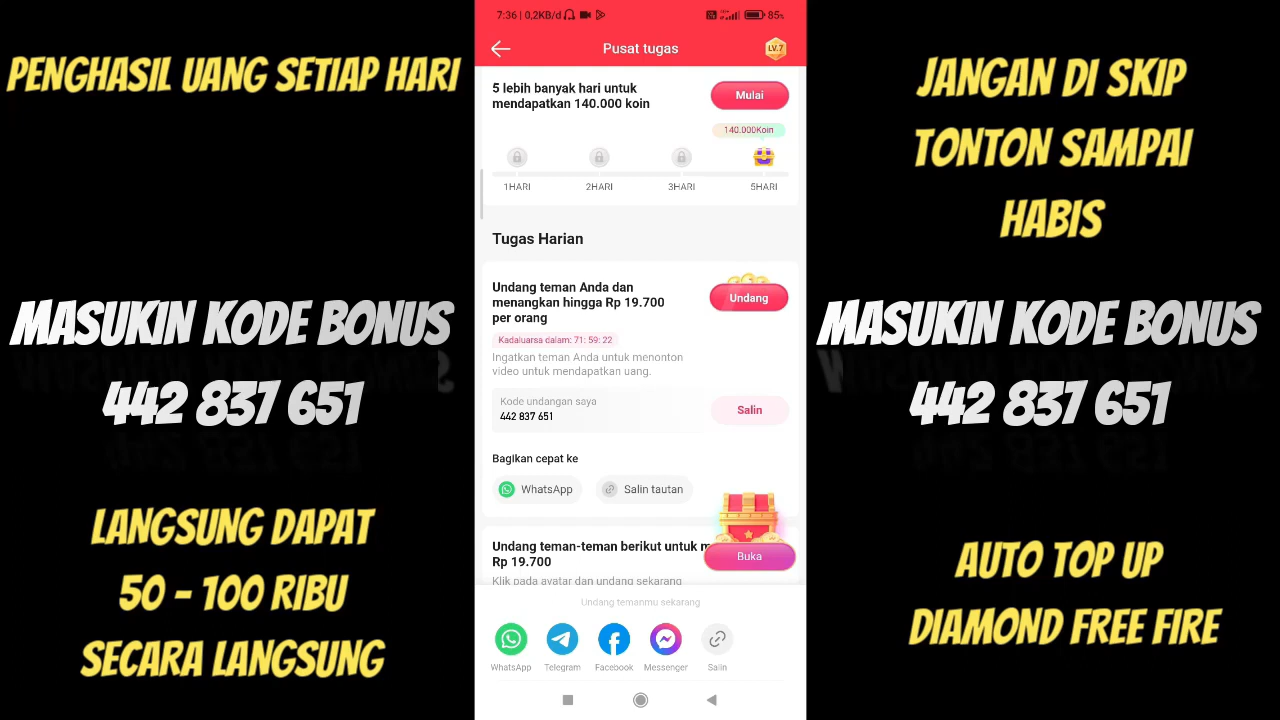 PENGHASIL UANG SETIAP HARI
MASUKIN KODE BONUS
442 837 651
LANGSUNG DAPAT
50 - 100 RIBU
SECARA LANGSUNG
7:36 | 0,2KB/d
85%
Pusat tugas
LV.7
5 lebih banyak hari untuk
mendapatkan 140.000 koin
Mulai
140.000Koin
1HARI
2HARI
3HARI
5HARI
Tugas Harian
Undang teman Anda dan
menangkan hingga Rp 19.700
per orang
Undang
Kadaluarsa dalam: 71: 59: 22
Ingatkan teman Anda untuk menonton
video untuk mendapatkan uang.
Kode undangan saya
442 837 651
Salin
Bagikan cepat ke
WhatsApp
Salin tautan
Undang teman-teman berikut untuk m
Rp 19.700
Buka
Klik pada avatar dan undang sekarang
Undang temanmu sekarang
WhatsApp
Telegram
Facebook
Messenger
Salin
JANGAN DI SKIP
TONTON SAMPAI
HABIS
MASUKIN KODE BONUS
442 837 651
AUTO TOP UP
DIAMOND FREE FIRE